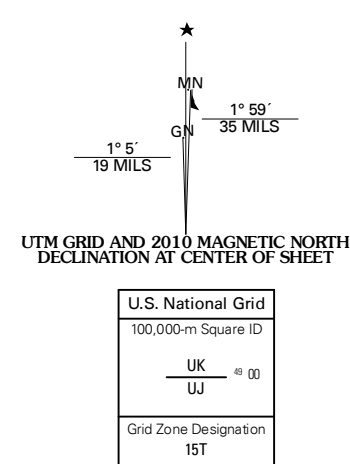 ★
MN
1° 59´
35 MILS
GN
1° 5´
19 MILS
UTM GRID AND 2010 MAGNETIC NORTH
DECLINATION AT CENTER OF SHEET
U.S. National Grid
100,000-m Square ID
UK
49 00
UJ
Grid Zone Designation
15T